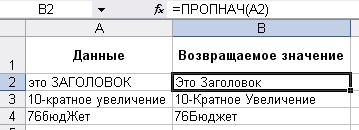 B2 fx =ПРОПНАЧ(A2)
A B
1 Данные Возвращаемое значение
2 это ЗАГОЛОВОК Это Заголовок
3 10-кратное увеличение 10-Кратное Увеличение
4 76бюдЖет 76Бюджет